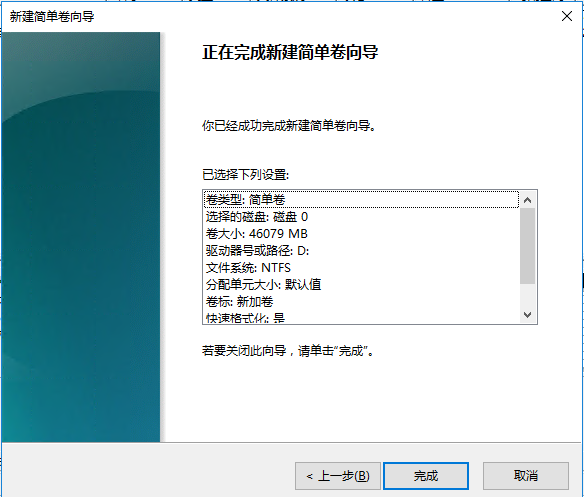 新建简单卷向导
正在完成新建简单卷向导
你已经成功完成新建简单卷向导。
已选择下列设置:
卷类型: 简单卷
选择的磁盘: 磁盘 0
卷大小: 46079 MB
驱动器号或路径: D:
文件系统: NTFS
分配单元大小: 默认值
卷标: 新加卷
快速格式化: 是
若要关闭此向导，请单击“完成”。
< 上一步(B)
完成
取消